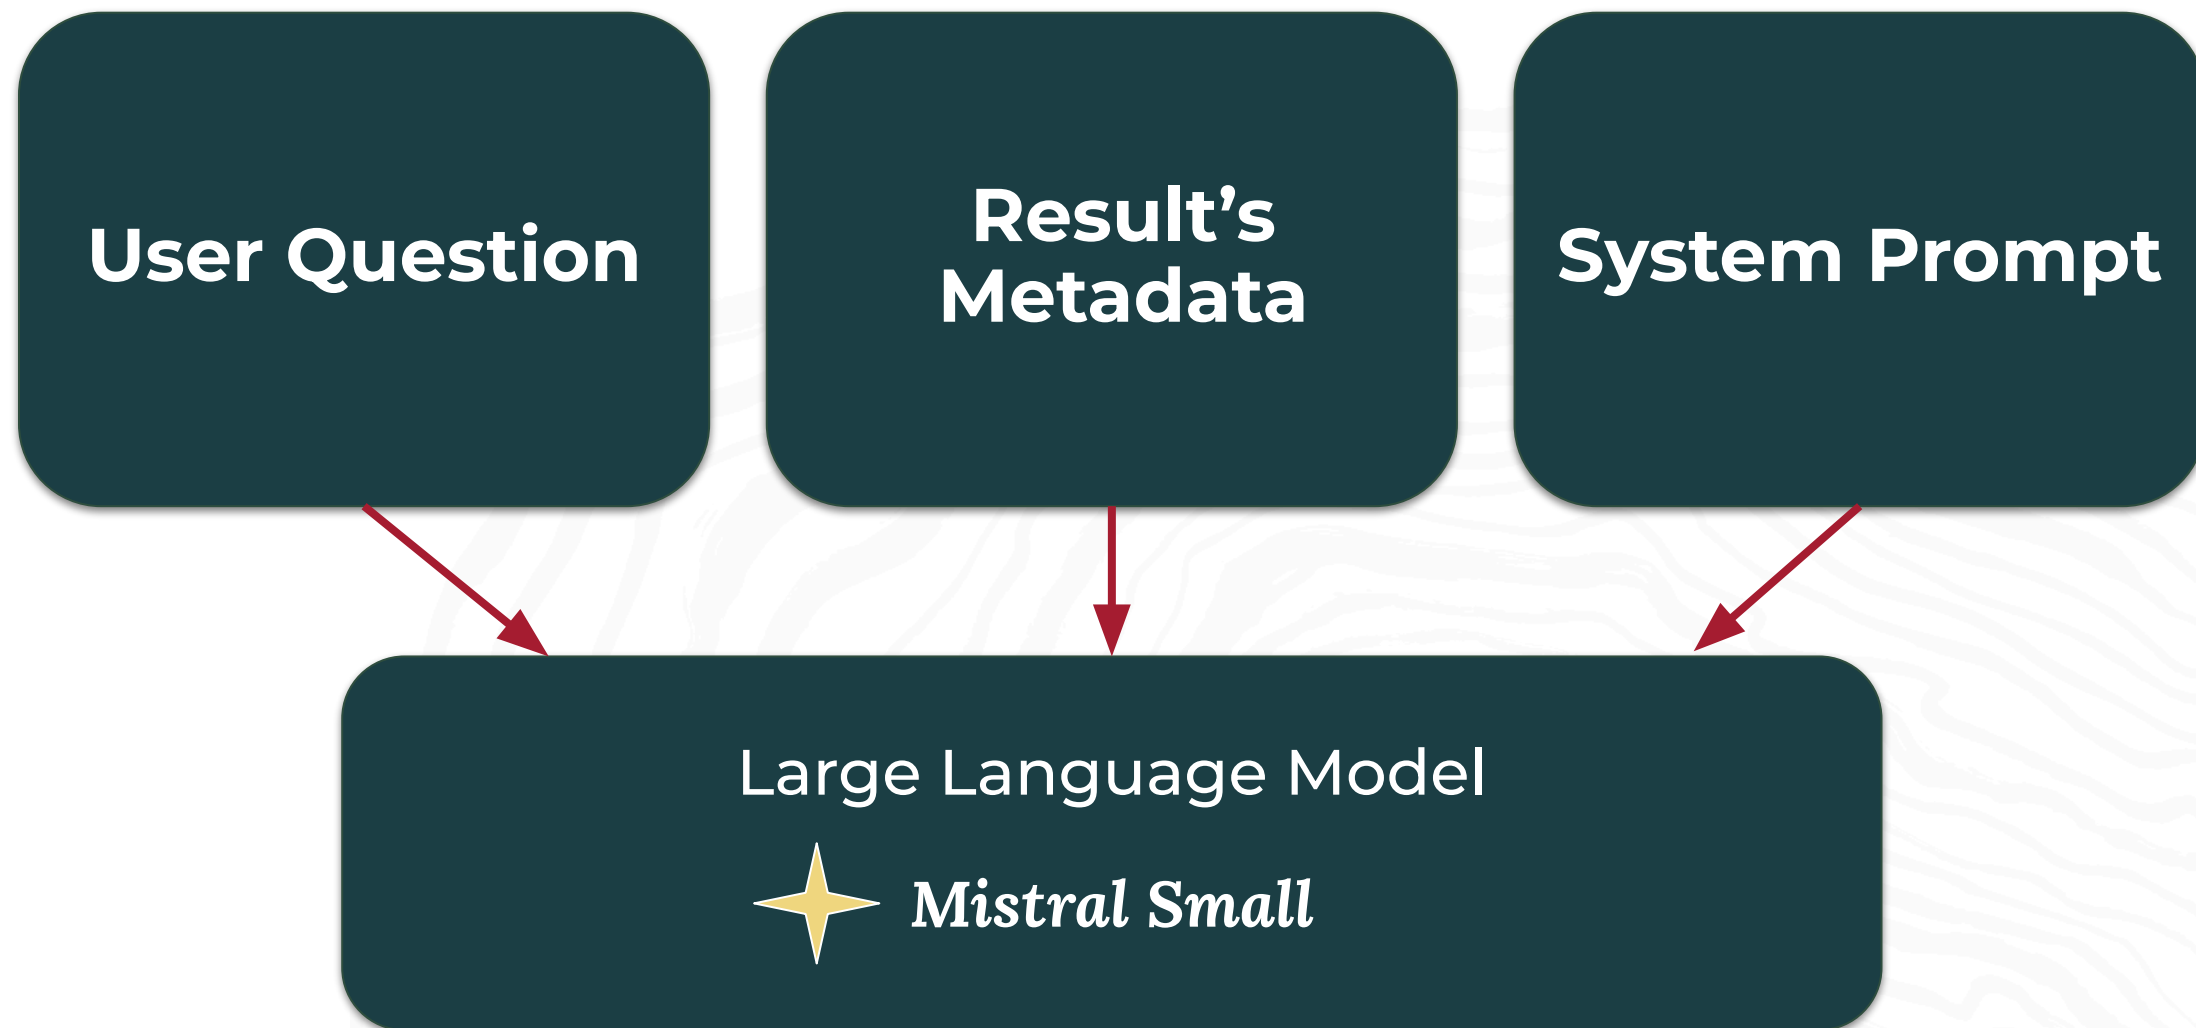 User Question
Result’s
Metadata
System Prompt
Large Language Model
Mistral Small